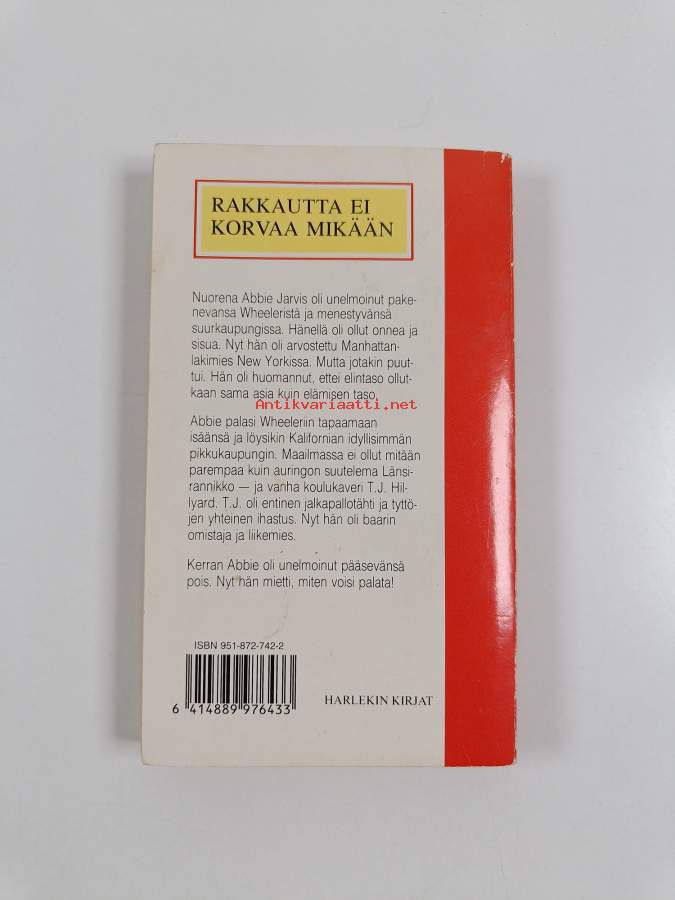 RAKKAUTTA EI
KORVAA MIKÄÄN
Nuorena Abbie Jarvis oli unelmoinut pake-
nevansa Wheeleristä ja menestyvänsä
suurkaupungissa. Hänellä oli ollut onnea ja
sisua. Nyt hän oli arvostettu Manhattan-
lakimies New Yorkissa. Mutta jotakin puut-
tui. Hän oli huomannut, ettei elintaso ollut-
kaan sama asia kuin elämisen taso.
Antikvariaatti.net
Abbie palasi Wheeleriin tapaamaan
isäänsä ja löysikin Kalifornian idyllisimmän
pikkukaupungin. Maailmassa ei ollut mitään
parempaa kuin auringon suutelema Länsi-
rannikko — ja vanha koulukaveri T.J. Hil-
lyard. T.J. oli entinen jalkapallotähti ja tyttö-
jen yhteinen ihastus. Nyt hän oli baarin
omistaja ja liikemies.
Kerran Abbie oli unelmoinut pääsevänsä
pois. Nyt hän mietti, miten voisi palata!
ISBN 951-872-742-2
6 414889 976433
HARLEKIN KIRJAT